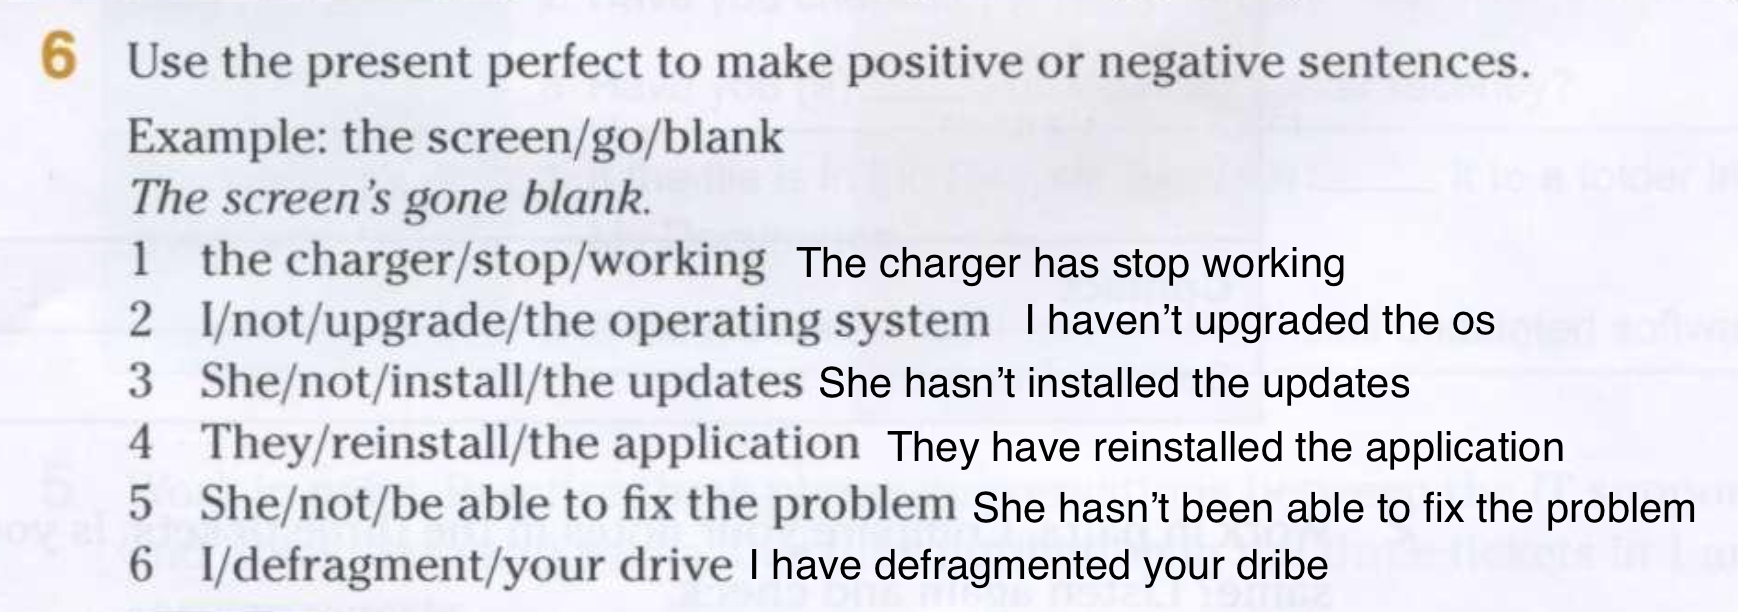 6 Use the present perfect to make positive or negative sentences.
Example: the screen/go/blank
The screen's gone blank.
1 the charger/stop/working The charger has stop working
2 I/not/upgrade/the operating system I haven't upgraded the os
3 She/not/install/the updates She hasn't installed the updates
4 They/reinstall/the application They have reinstalled the application
5 She/not/be able to fix the problem She hasn't been able to fix the problem
6 I/defragment/your drive I have defragmented your dribe